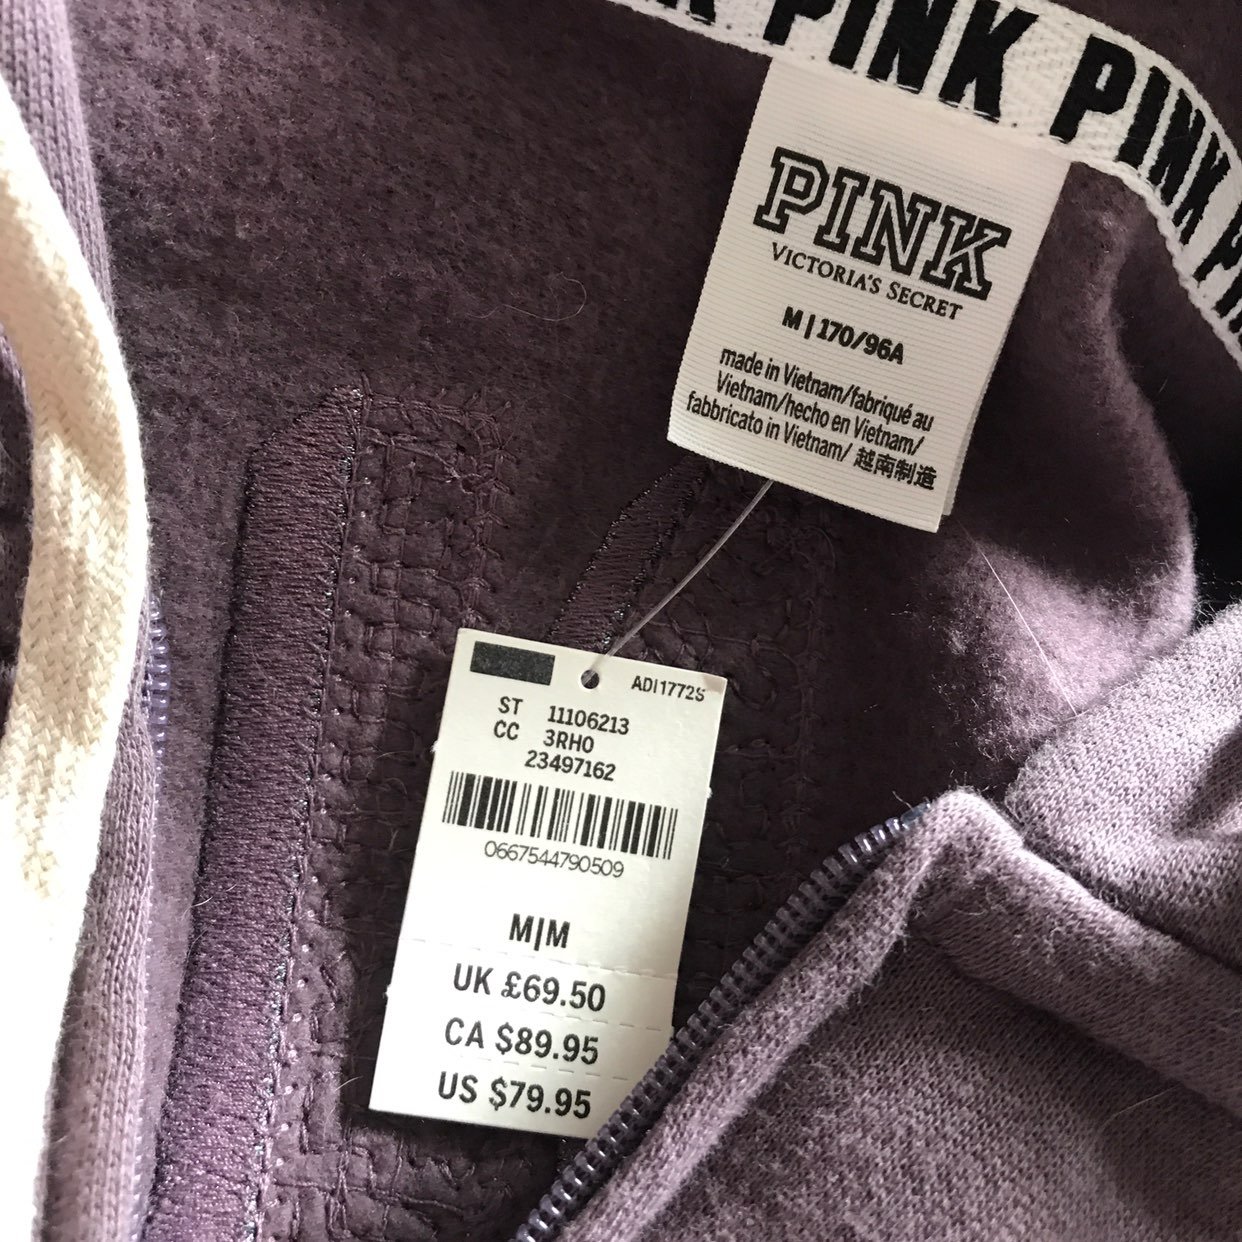 PINK PINK
PINK
VICTORIA'S SECRET
M | 170/96A
made in Vietnam/fabriqué au
Vietnam/hecho en Vietnam/
fabbricato in Vietnam/ 越南制造
ADI1772S
ST 11106213
CC 3RH0
23497162
0667544790509
M|M
UK £69.50
CA $89.95
US $79.95